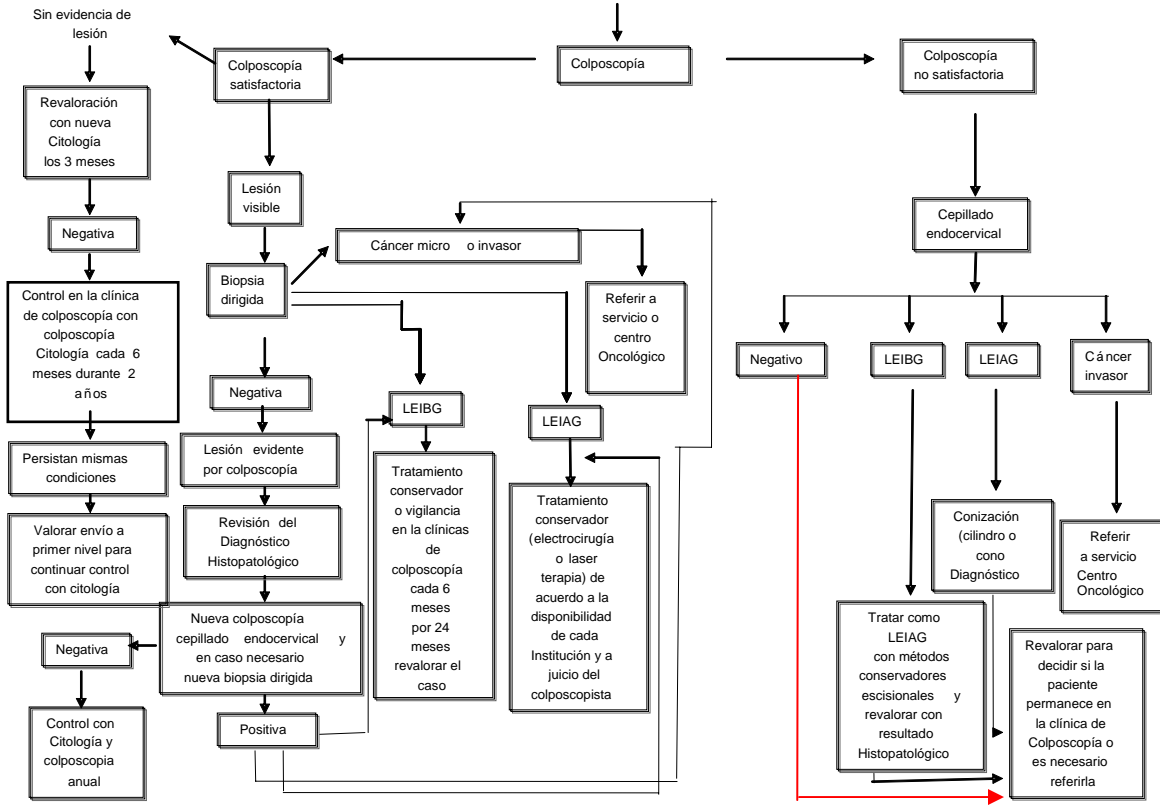 Sin evidencia de
lesión
Colposcopía
satisfactoria
Colposcopía
Colposcopía
no satisfactoria
Revaloración
con nueva
Citología
los 3 meses
Lesión
visible
Negativa
Cáncer micro o invasor
Cepillado
endocervical
Biopsia
dirigida
Control en la clínica
de colposcopía con
colposcopía
Citología cada 6
meses durante 2
años
Referir a
servicio o
centro
Oncológico
Negativo
LEIBG
LEIAG
Cáncer
invasor
Negativa
LEIBG
LEIAG
Persistan mismas
condiciones
Lesión evidente
por colposcopía
Tratamiento
conservador
o vigilancia
en la clínicas
de
colposcopía
cada 6
meses
por 24
meses
revalorar el
caso
Tratamiento
conservador
(electrocirugía
o laser
terapia) de
acuerdo a la
disponibilidad
de cada
Institución y a
juicio del
colposcopista
Valorar envío a
primer nivel para
continuar control
con citología
Revisión del
Diagnóstico
Histopatológico
Conización
(cilindro o
cono
Diagnóstico
Referir
a servicio
Centro
Oncológico
Nueva colposcopía
cepillado endocervical y
en caso necesario
nueva biopsia dirigida
Negativa
Tratar como
LEIAG
con métodos
conservadores
escisionales y
revalorar con
resultado
Histopatológico
Revalorar para
decidir si la
paciente
permanece en
la clínica de
Colposcopía o
es necesario
referirla
Control con
Citología y
colposcopia
anual
Positiva